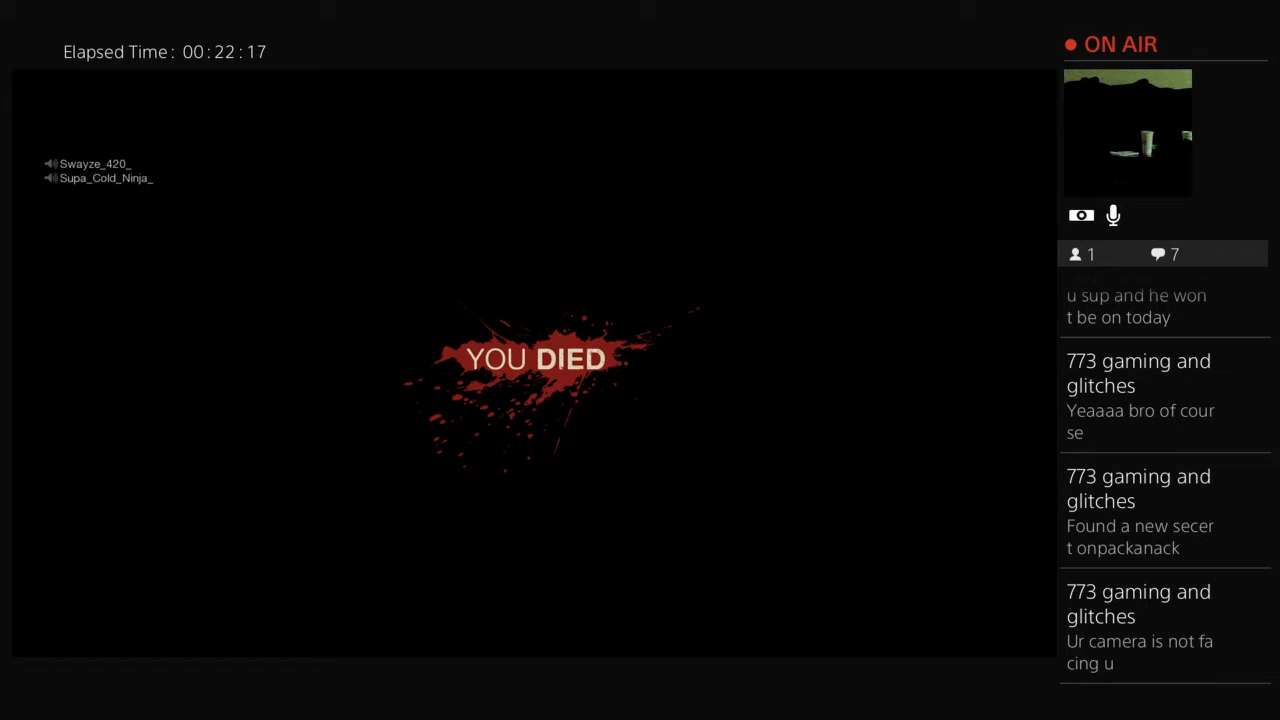 Elapsed Time: 00:22:17
ON AIR
Swayze_420_
Supa_Cold_Ninja_
1 7
u sup and he won
t be on today
773 gaming and
glitches
Yeaaaa bro of cour
se
YOU DIED
773 gaming and
glitches
Found a new secer
t onpackanack
773 gaming and
glitches
Ur camera is not fa
cing u